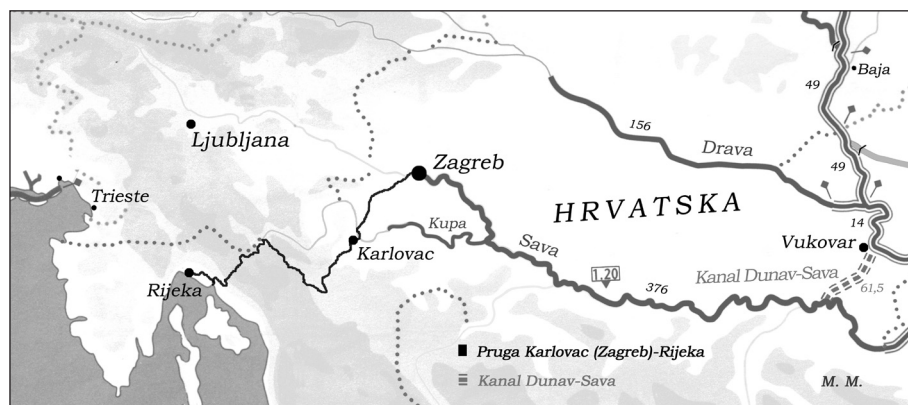 Baja
49
156
Ljubljana
Drava
Zagreb
49
Trieste
HRVATSKA
14
Kupa
Vukovar
Karlovac
Sava
Kanal Dunav-Sava
1.20
Rijeka
376
61,5
Pruga Karlovac (Zagreb)-Rijeka
Kanal Dunav-Sava
M. M.